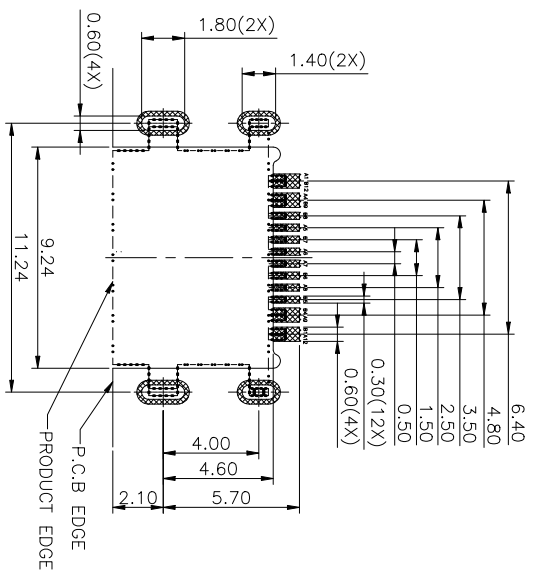 1.80(2X)
1.40(2X)
0.60(4X)
9.24
11.24
6.40
4.80
3.50
2.50
1.50
0.50
0.30(12X)
0.60(4X)
4.00
4.60
2.10
5.70
P.C.B EDGE
PRODUCT EDGE